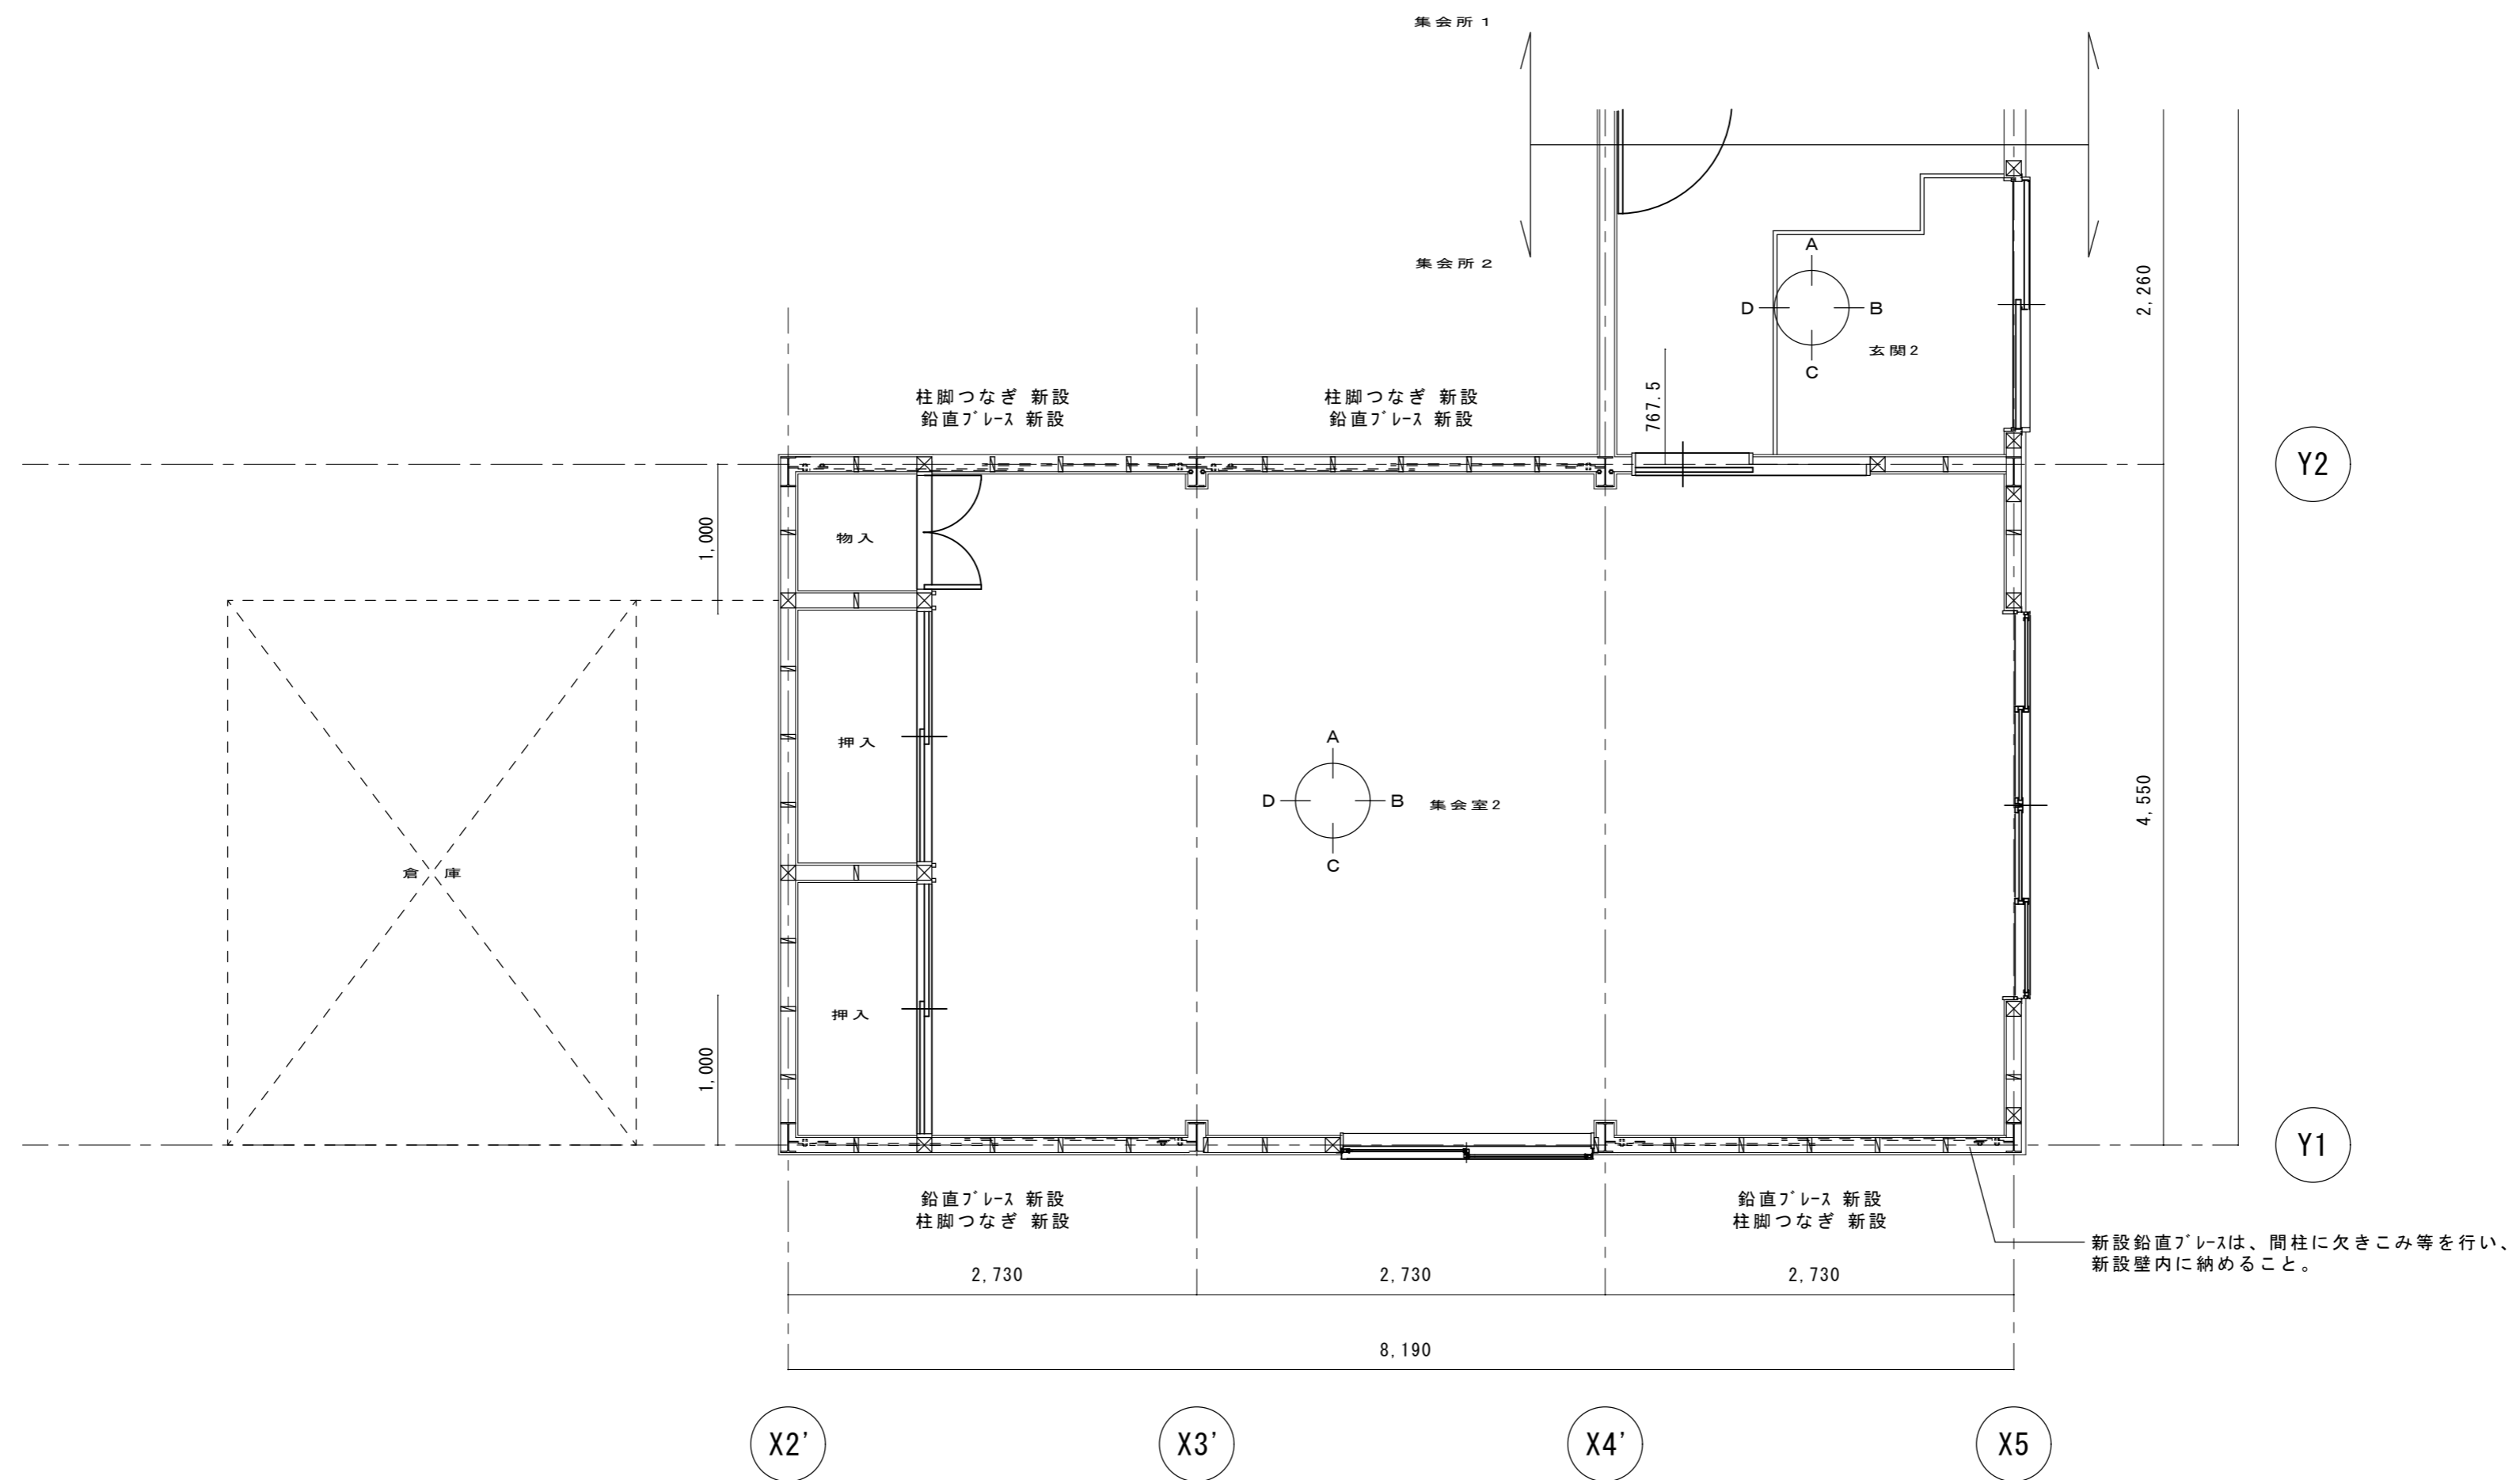 集会所1
集会所2
A
D
B
C
玄関2
2,260
767.5
柱脚つなぎ 新設
鉛直ﾌﾞﾚｰｽ 新設
柱脚つなぎ 新設
鉛直ﾌﾞﾚｰｽ 新設
Y2
1,000
物入
押入
A
D
B
C
集会室2
4,550
倉庫
押入
1,000
Y1
鉛直ﾌﾞﾚｰｽ 新設
柱脚つなぎ 新設
鉛直ﾌﾞﾚｰｽ 新設
柱脚つなぎ 新設
新設鉛直ﾌﾞﾚｰｽは、間柱に欠きこみ等を行い、
新設壁内に納めること。
2,730
2,730
2,730
8,190
X2'
X3'
X4'
X5